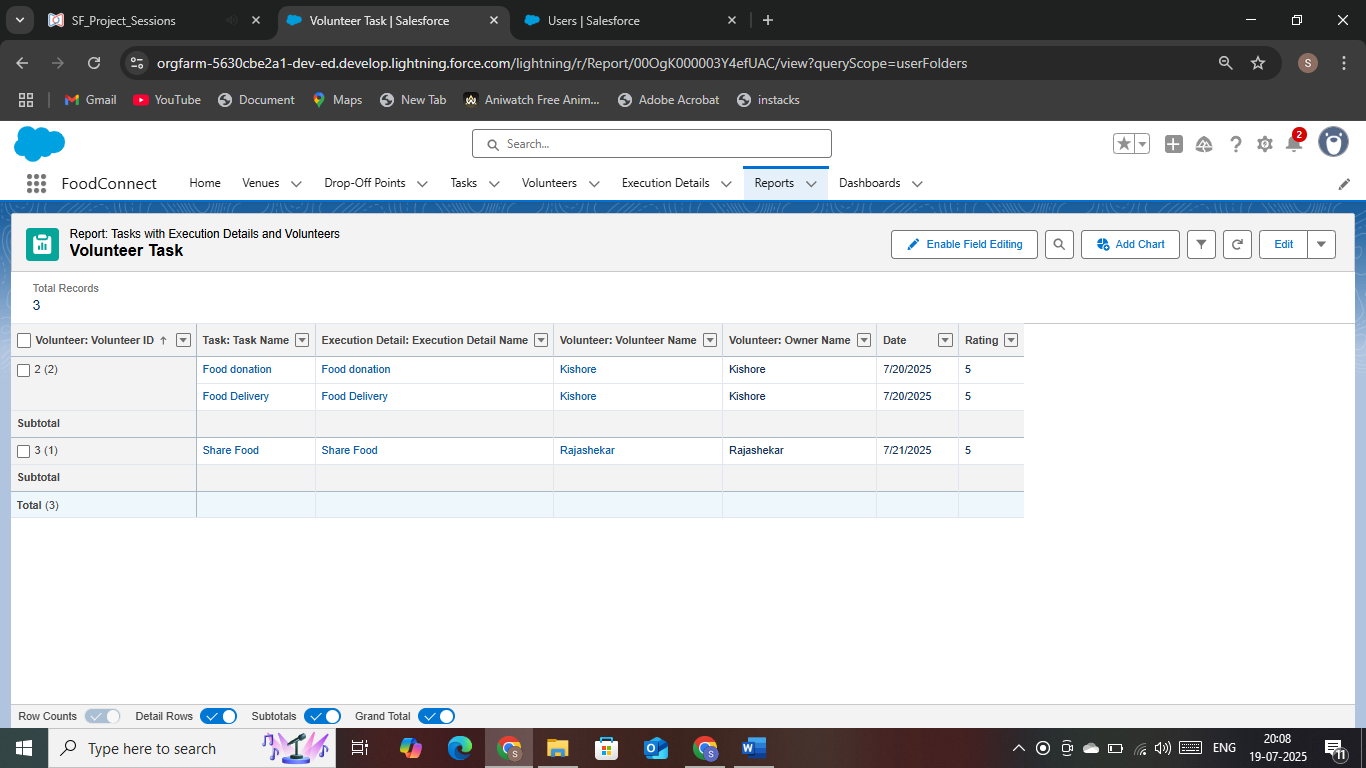 SF_Project_Sessions
Volunteer Task | Salesforce
Users | Salesforce
orgfarm-5630cbe2a1-dev-ed.develop.lightning.force.com/lightning/r/Report/00OgK000003Y4efUAC/view?queryScope=userFolders
S
Gmail YouTube Document Maps New Tab Aniwatch Free Anim... Adobe Acrobat instacks
Search...
2
FoodConnect Home Venues Drop-Off Points Tasks Volunteers Execution Details Reports Dashboards
Report: Tasks with Execution Details and Volunteers
Volunteer Task
Enable Field Editing Add Chart Edit
Total Records
3
Volunteer: Volunteer ID ↑ Task: Task Name Execution Detail: Execution Detail Name Volunteer: Volunteer Name Volunteer: Owner Name Date Rating
2 (2) Food donation Food donation Kishore Kishore 7/20/2025 5
Food Delivery Food Delivery Kishore Kishore 7/20/2025 5
Subtotal
3 (1) Share Food Share Food Rajashekar Rajashekar 7/21/2025 5
Subtotal
Total (3)
Row Counts Detail Rows Subtotals Grand Total
Type here to search
ENG
20:08
19-07-2025
11